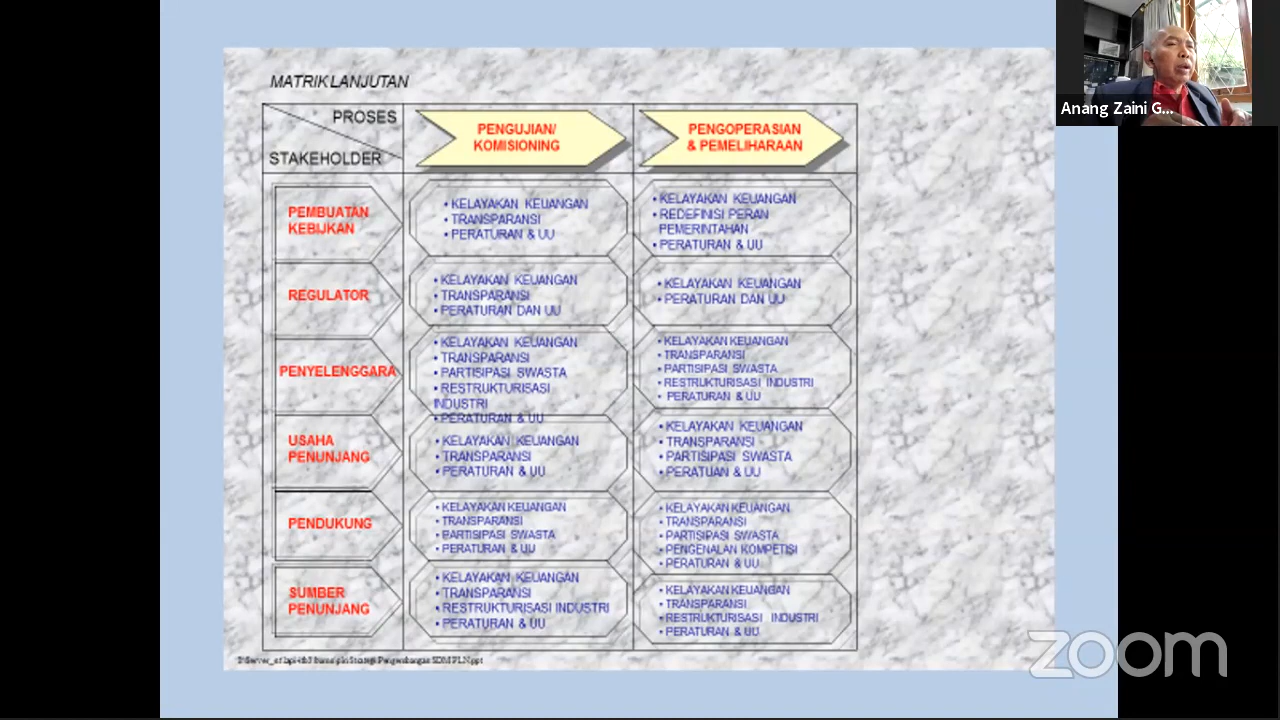 MATRIK LANJUTAN
PROSES
STAKEHOLDER
PENGUJIAN/
KOMISIONING
PENGOPERASIAN
& PEMELIHARAAN
PEMBUATAN
KEBIJKAN
• KELAYAKAN KEUANGAN
• TRANSPARANSI
• PERATURAN & UU
• KELAYAKAN KEUANGAN
• REDEFINISI PERAN
PEMERINTAHAN
• PERATURAN & UU
REGULATOR
• KELAYAKAN KEUANGAN
• TRANSPARANSI
• PERATURAN DAN UU
• KELAYAKAN KEUANGAN
• PERATURAN DAN UU
PENYELENGGARA
• KELAYAKAN KEUANGAN
• TRANSPARANSI
• PARTISIPASI SWASTA
• RESTRUKTURISASI
INDUSTRI
• PERATURAN & UU
• KELAYAKAN KEUANGAN
• TRANSPARANSI
• PARTISIPASI SWASTA
• RESTRUKTURISASI INDUSTRI
• PERATURAN & UU
USAHA
PENUNJANG
• KELAYAKAN KEUANGAN
• TRANSPARANSI
• PERATURAN & UU
• KELAYAKAN KEUANGAN
• TRANSPARANSI
• PARTISIPASI SWASTA
• PERATUAN & UU
PENDUKUNG
• KELAYAKAN KEUANGAN
• TRANSPARANSI
• PARTISIPASI SWASTA
• PERATURAN & UU
• KELAYAKAN KEUANGAN
• TRANSPARANSI
• PARTISIPASI SWASTA
• PENGENALAN KOMPETISI
• PERATURAN & UU
SUMBER
PENUNJANG
• KELAYAKAN KEUANGAN
• TRANSPARANSI
• RESTRUKTURISASI INDUSTRI
• PERATURAN & UU
• KELAYAKAN KEUANGAN
• TRANSPARANSI
• RESTRUKTURISASI INDUSTRI
• PERATURAN & UU
Anang Zaini G...
zoom